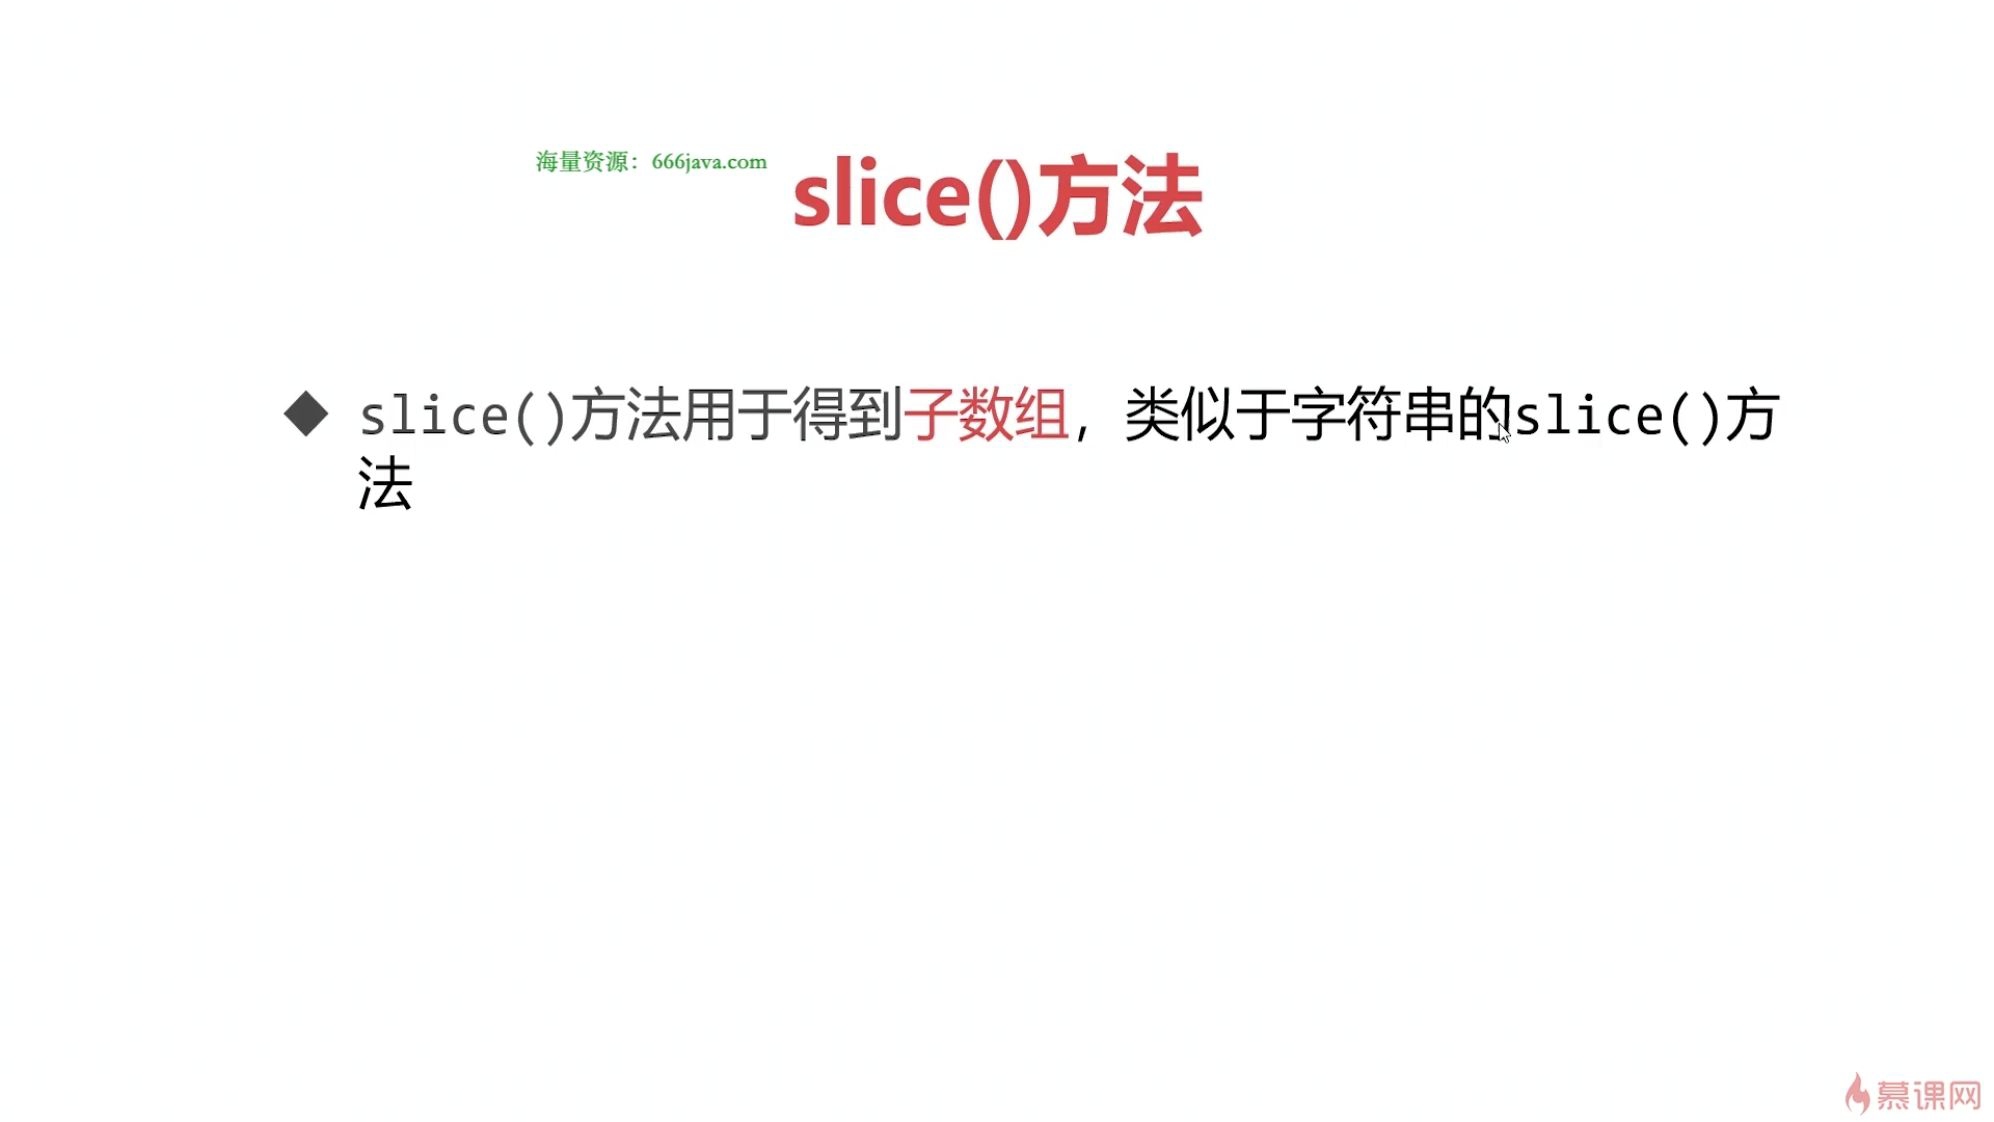 海量资源：666java.com
slice()方法
◆ slice()方法用于得到子数组，类似于字符串的slice()方
法
慕课网